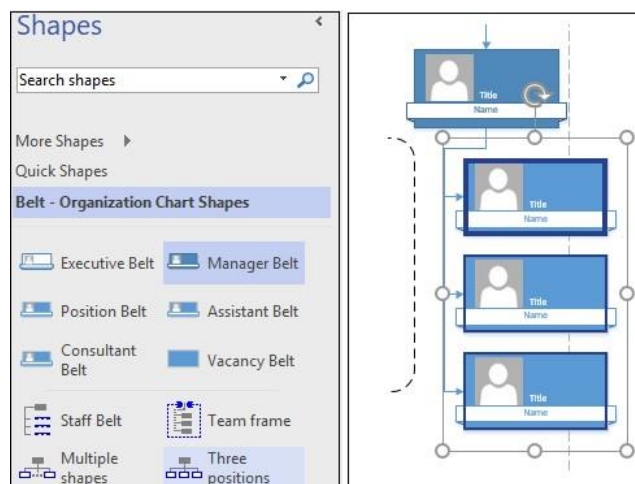 Shapes
Search shapes
More Shapes
Quick Shapes
Belt - Organization Chart Shapes
Executive Belt
Manager Belt
Position Belt
Assistant Belt
Consultant
Belt
Vacancy Belt
Staff Belt
Team frame
Multiple
shapes
Three
positions
Title
Name
Title
Name
Title
Name
Title
Name